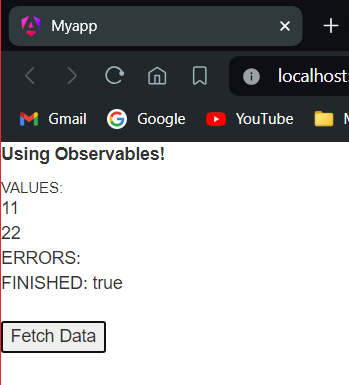 Myapp
localhost:
Gmail
Google
YouTube
Using Observables!
VALUES:
11
22
ERRORS:
FINISHED: true
Fetch Data